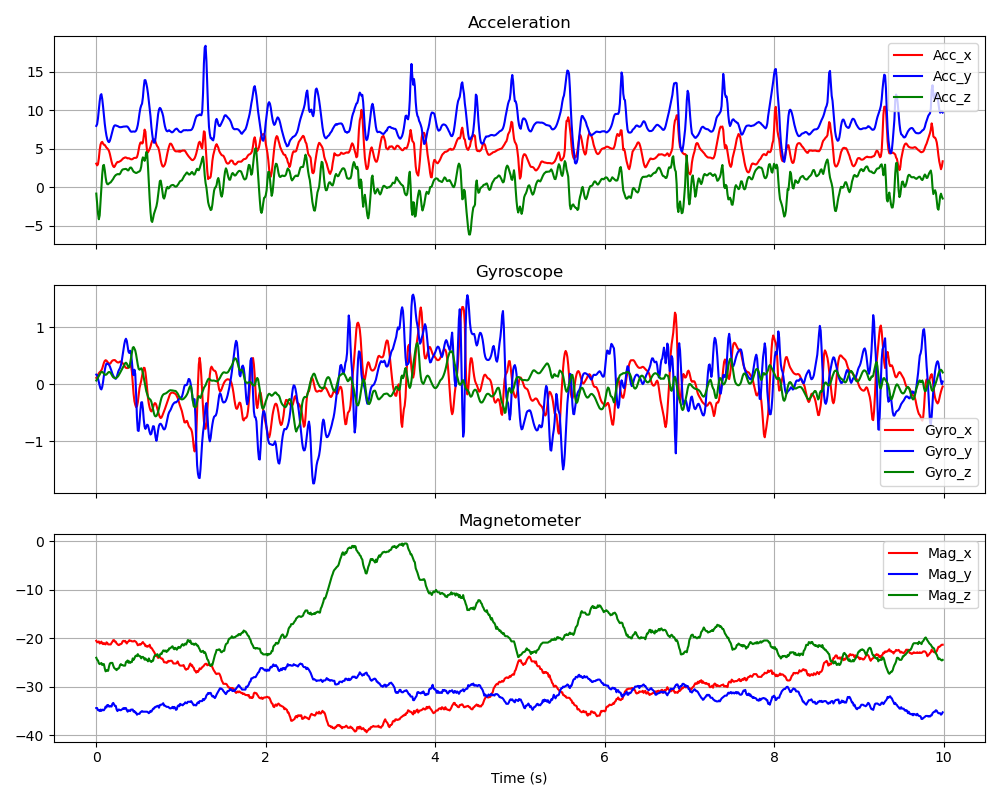 Acceleration
15
10
5
0
−5
Acc_x
Acc_y
Acc_z
Gyroscope
1
0
−1
Gyro_x
Gyro_y
Gyro_z
Magnetometer
0
−10
−20
−30
−40
Mag_x
Mag_y
Mag_z
0 2 4 6 8 10
Time (s)